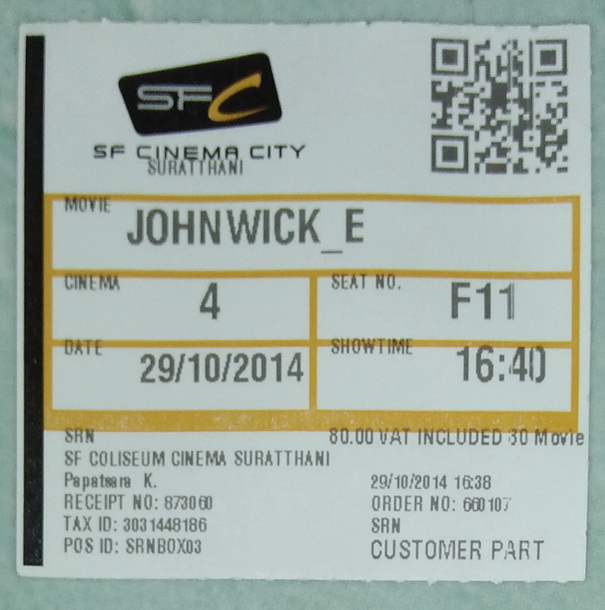 SFC
SF CINEMA CITY
SURATTHANI
MOVIE
JOHNWICK_E
CINEMA
4
SEAT NO.
F11
DATE
29/10/2014
SHOWTIME
16:40
SRN
80.00 VAT INCLUDED 30 Movie
SF COLISEUM CINEMA SURATTHANI
Papatsara K.
29/10/2014 16:38
RECEIPT NO: 873060
ORDER NO: 660107
TAX ID: 3031448186
SRN
POS ID: SRNBOX03
CUSTOMER PART